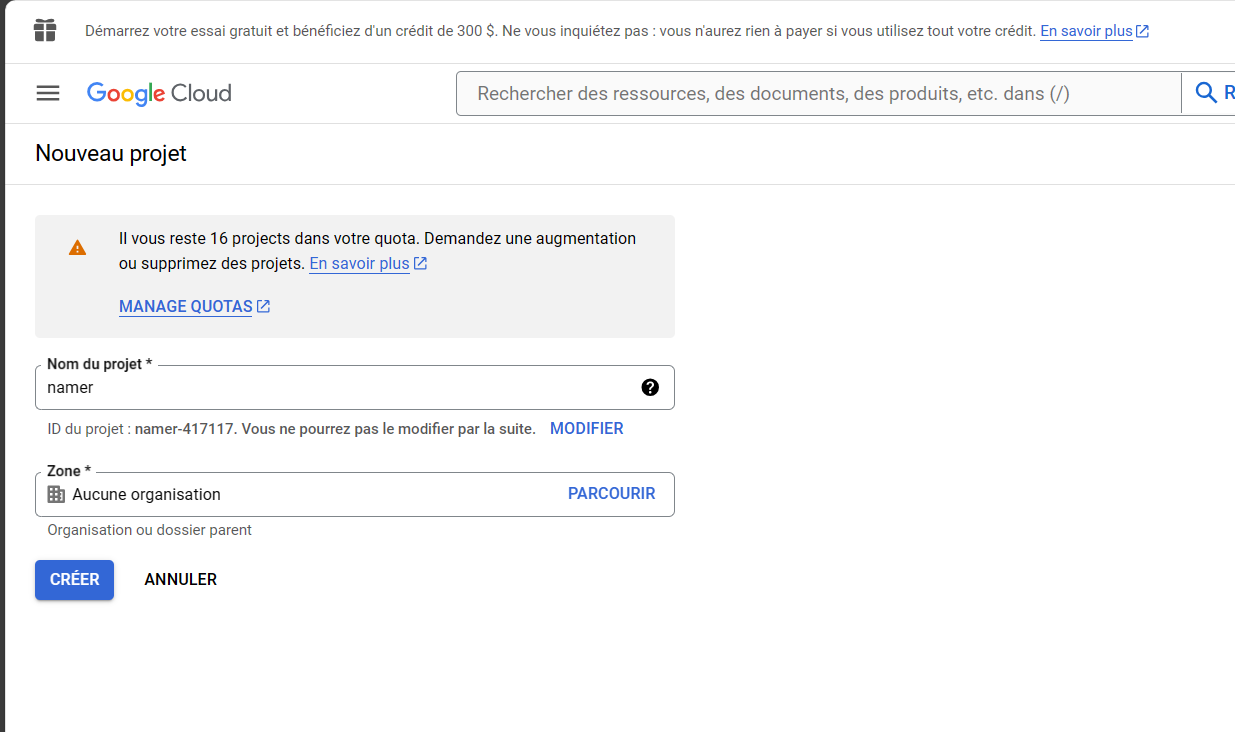 Démarrez votre essai gratuit et bénéficiez d'un crédit de 300 $. Ne vous inquiétez pas : vous n'aurez rien à payer si vous utilisez tout votre crédit. En savoir plus
Google Cloud
Rechercher des ressources, des documents, des produits, etc. dans (/)
R
Nouveau projet
Il vous reste 16 projects dans votre quota. Demandez une augmentation
ou supprimez des projets. En savoir plus
MANAGE QUOTAS
Nom du projet *
namer
ID du projet : namer-417117. Vous ne pourrez pas le modifier par la suite. MODIFIER
Zone *
Aucune organisation PARCOURIR
Organisation ou dossier parent
CRÉER ANNULER